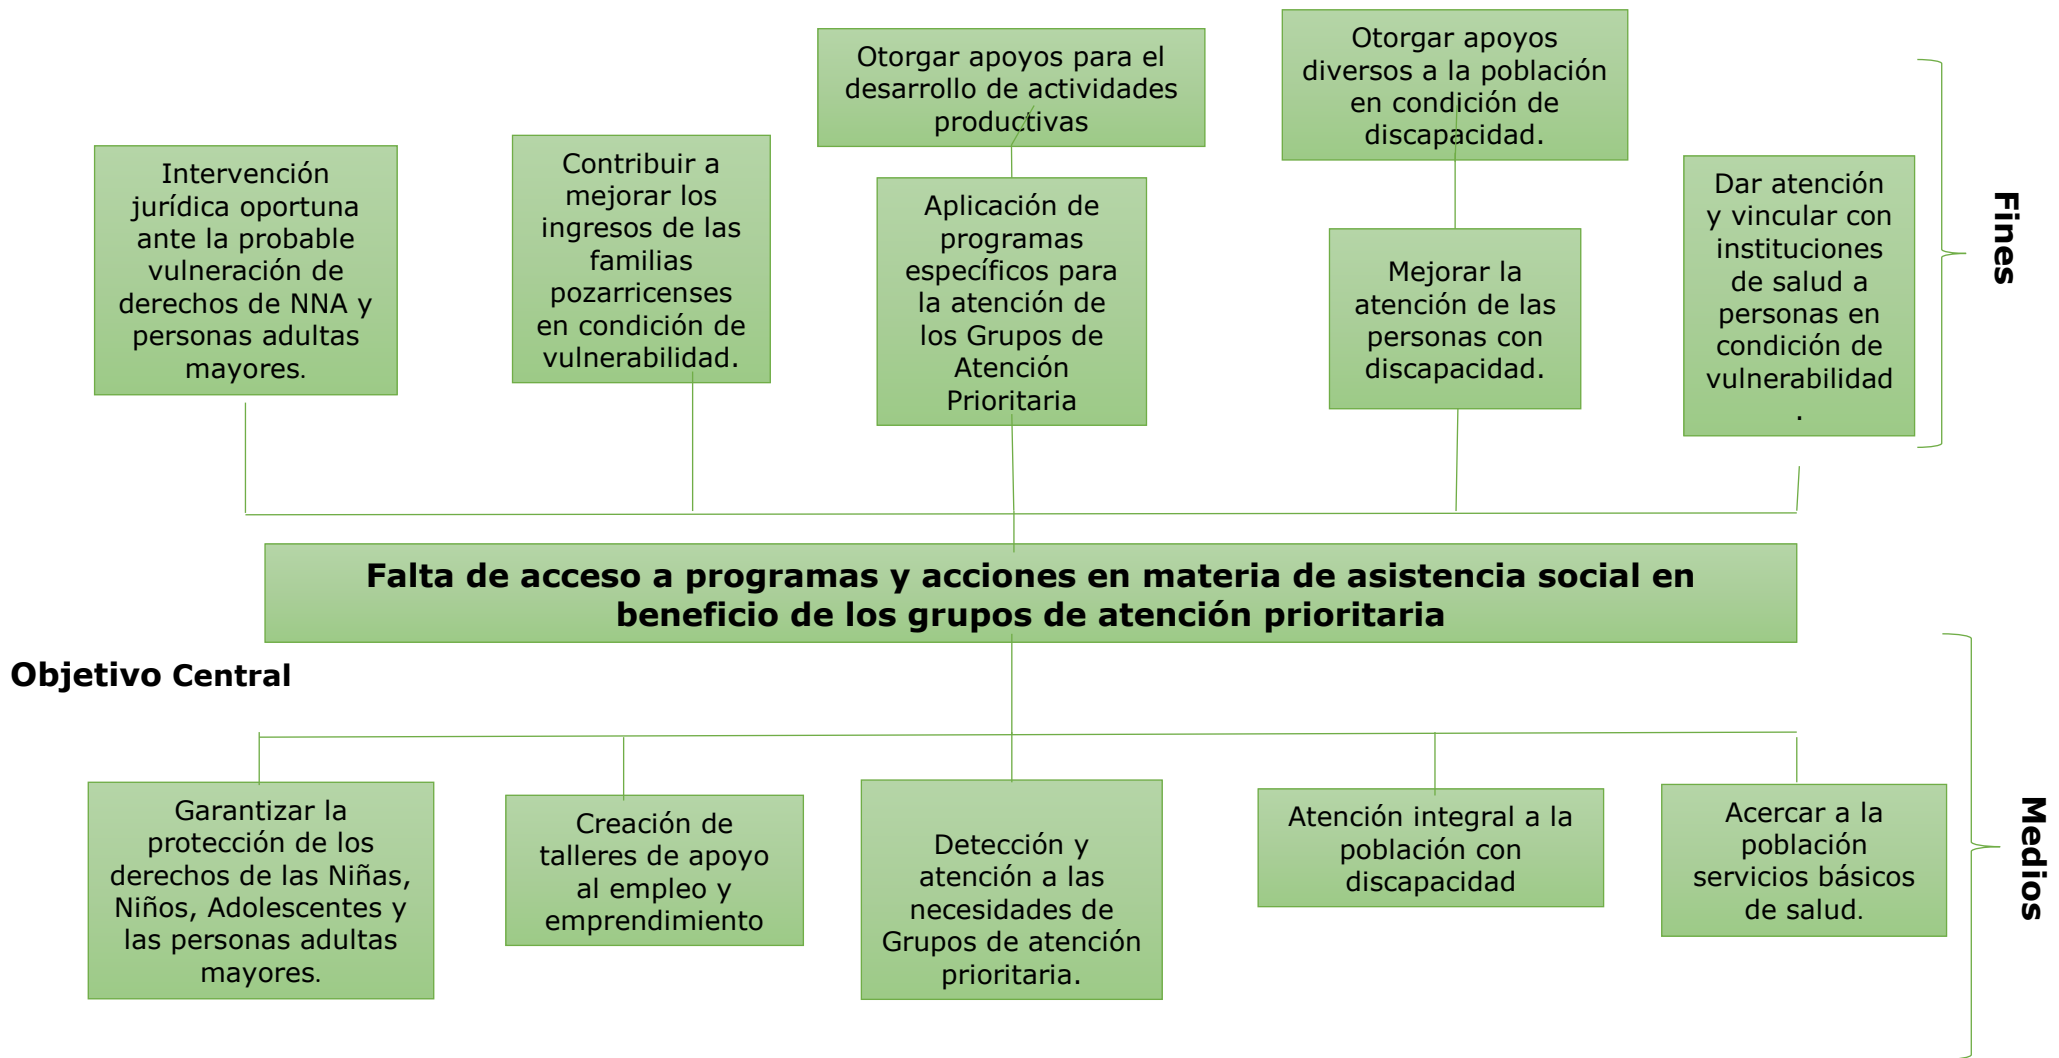 Otorgar apoyos para el
desarrollo de actividades
productivas
Otorgar apoyos
diversos a la población
en condición de
discapacidad.
Intervención
jurídica oportuna
ante la probable
vulneración de
derechos de NNA y
personas adultas
mayores.
Contribuir a
mejorar los
ingresos de las
familias
pozarricenses
en condición de
vulnerabilidad.
Aplicación de
programas
específicos para
la atención de
los Grupos de
Atención
Prioritaria
Mejorar la
atención de las
personas con
discapacidad.
Dar atención
y vincular con
instituciones
de salud a
personas en
condición de
vulnerabilidad
.
Fines
Falta de acceso a programas y acciones en materia de asistencia social en
beneficio de los grupos de atención prioritaria
Objetivo Central
Garantizar la
protección de los
derechos de las Niñas,
Niños, Adolescentes y
las personas adultas
mayores.
Creación de
talleres de apoyo
al empleo y
emprendimiento
Detección y
atención a las
necesidades de
Grupos de atención
prioritaria.
Atención integral a la
población con
discapacidad
Acercar a la
población
servicios básicos
de salud.
Medios